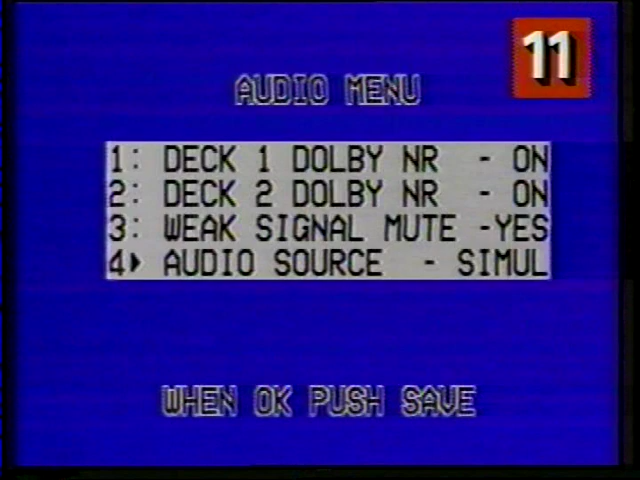 11
AUDIO MENU
1: DECK 1 DOLBY NR - ON
2: DECK 2 DOLBY NR - ON
3: WEAK SIGNAL MUTE -YES
4▸ AUDIO SOURCE - SIMUL
WHEN OK PUSH SAVE